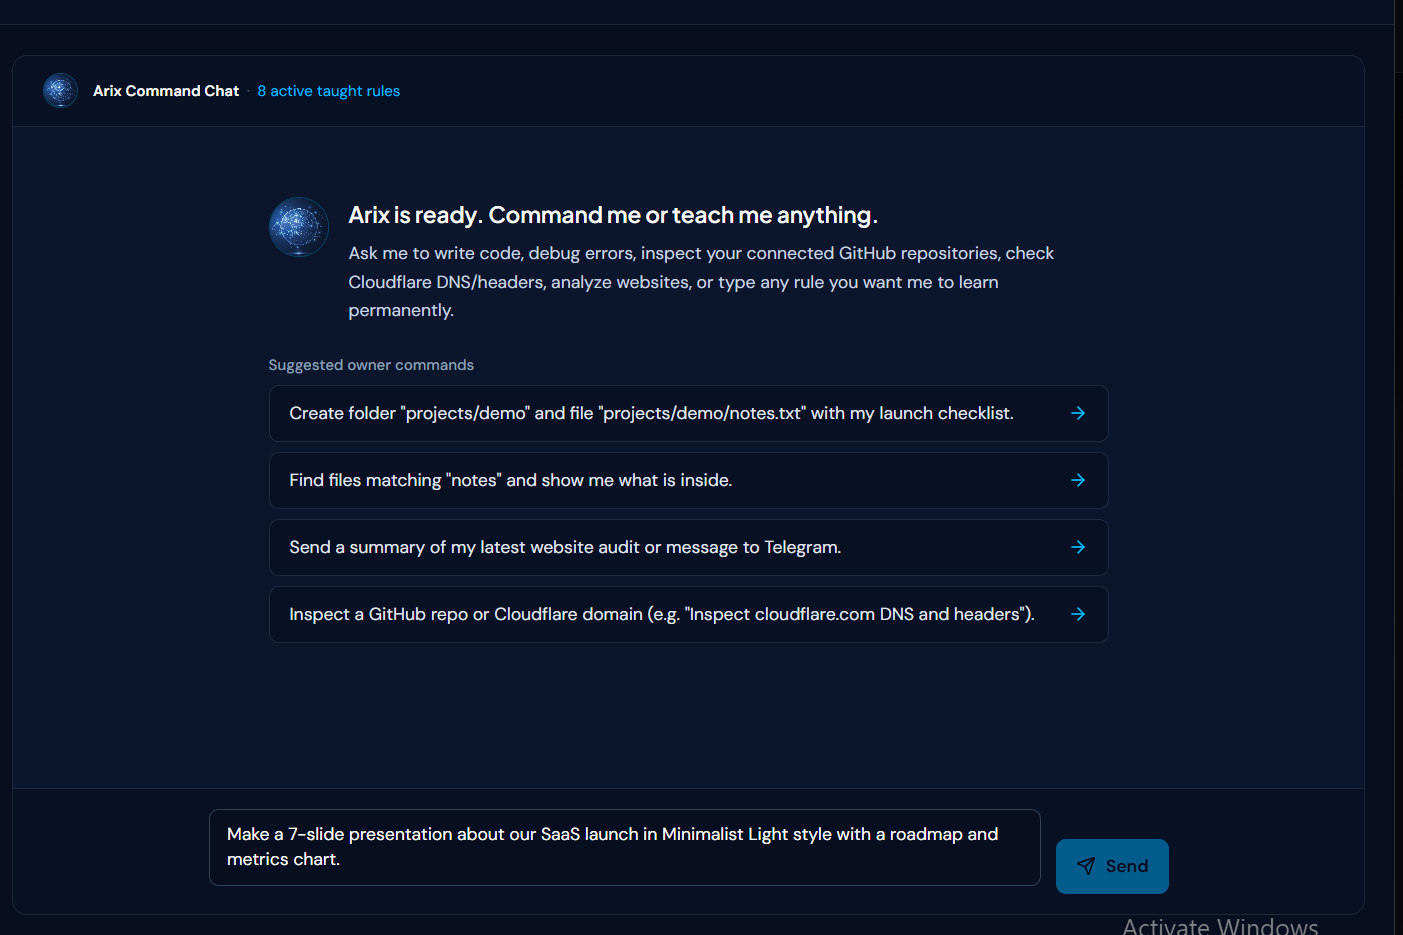 Arix Command Chat · 8 active taught rules
Arix is ready. Command me or teach me anything.
Ask me to write code, debug errors, inspect your connected GitHub repositories, check
Cloudflare DNS/headers, analyze websites, or type any rule you want me to learn
permanently.
Suggested owner commands
Create folder "projects/demo" and file "projects/demo/notes.txt" with my launch checklist.
Find files matching "notes" and show me what is inside.
Send a summary of my latest website audit or message to Telegram.
Inspect a GitHub repo or Cloudflare domain (e.g. "Inspect cloudflare.com DNS and headers").
Make a 7-slide presentation about our SaaS launch in Minimalist Light style with a roadmap and
metrics chart.
Send
Activate Windows